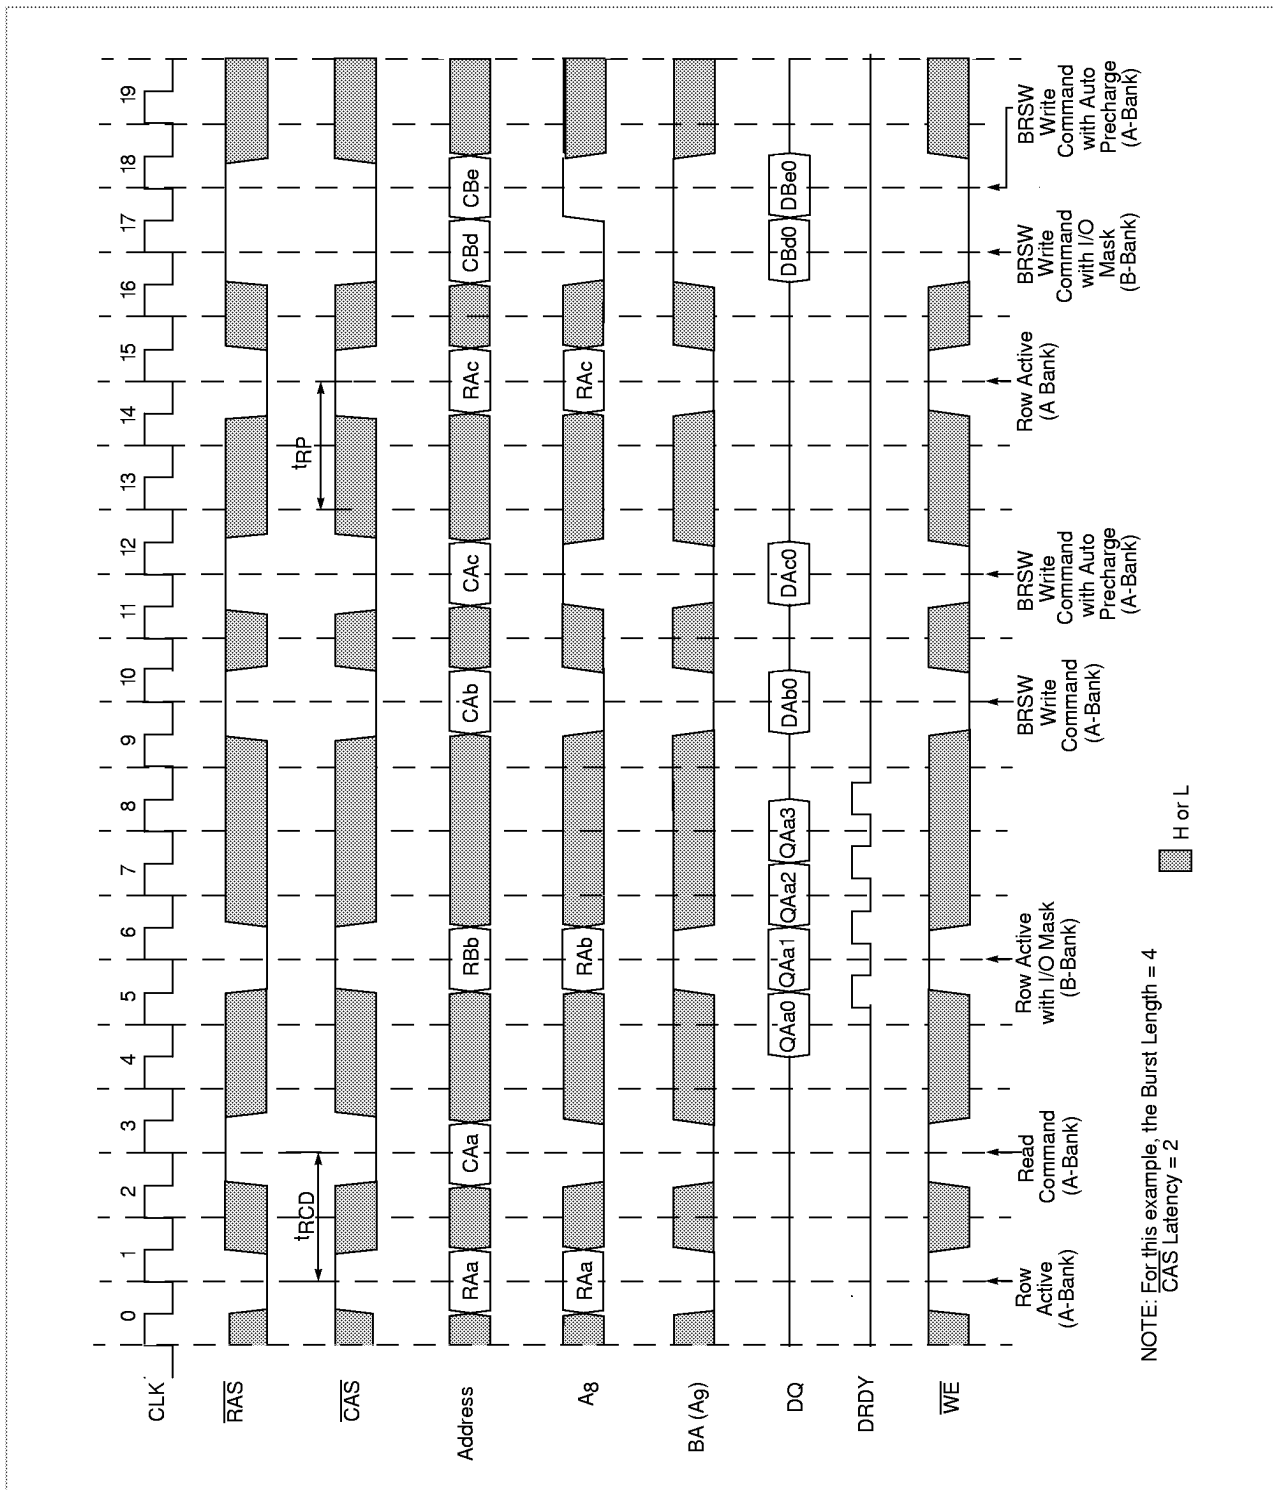 0 1 2 3 4 5 6 7 8 9 10 11 12 13 14 15 16 17 18 19
CLK
RAS
tRCD
tRP
CAS
Address RAa CAa RBb CAb CAc RAc CBd CBe
A8 RAa RAb RAc
BA (A9)
DQ QAa0 QAa1 QAa2 QAa3 DAb0 DAc0 DBd0 DBe0
DRDY
WE
Row
Active
(A-Bank)
Read
Command
(A-Bank)
Row Active
with I/O Mask
(B-Bank)
BRSW
Write
Command
(A-Bank)
BRSW
Write
Command
with Auto
Precharge
(A-Bank)
Row Active
(A Bank)
BRSW
Write
Command
with I/O
Mask
(B-Bank)
BRSW
Write
Command
with Auto
Precharge
(A-Bank)
NOTE: For this example, the Burst Length = 4
CAS Latency = 2
H or L